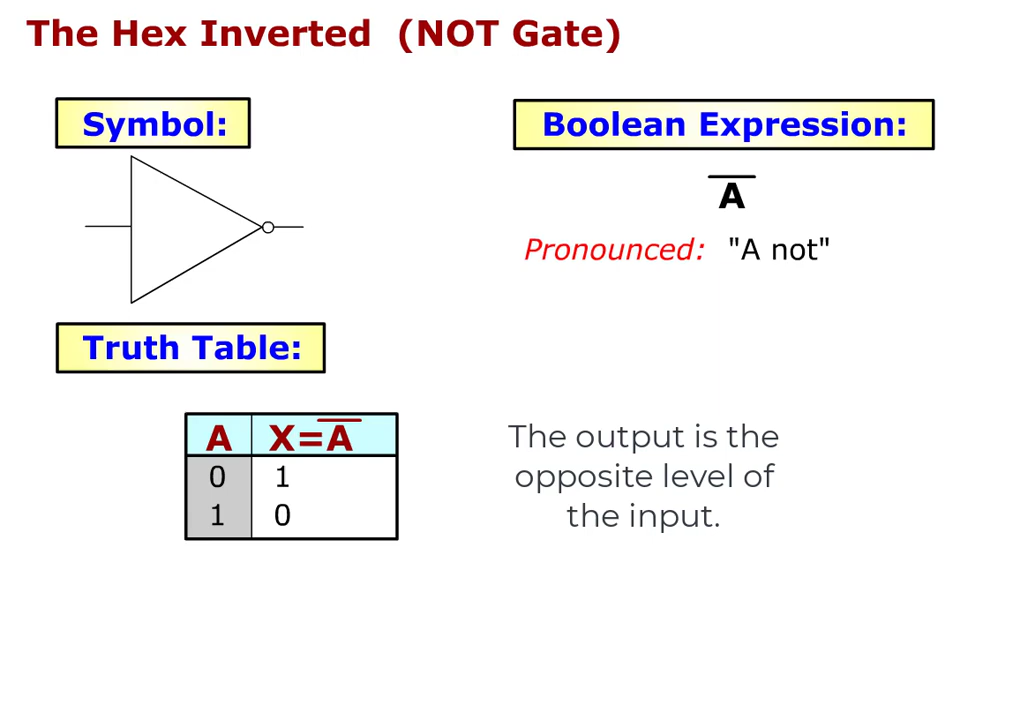 The Hex Inverted (NOT Gate)
Symbol:
Boolean Expression:
A̅
Pronounced: "A not"
Truth Table:
A X=A̅
0 1
1 0
The output is the
opposite level of
the input.